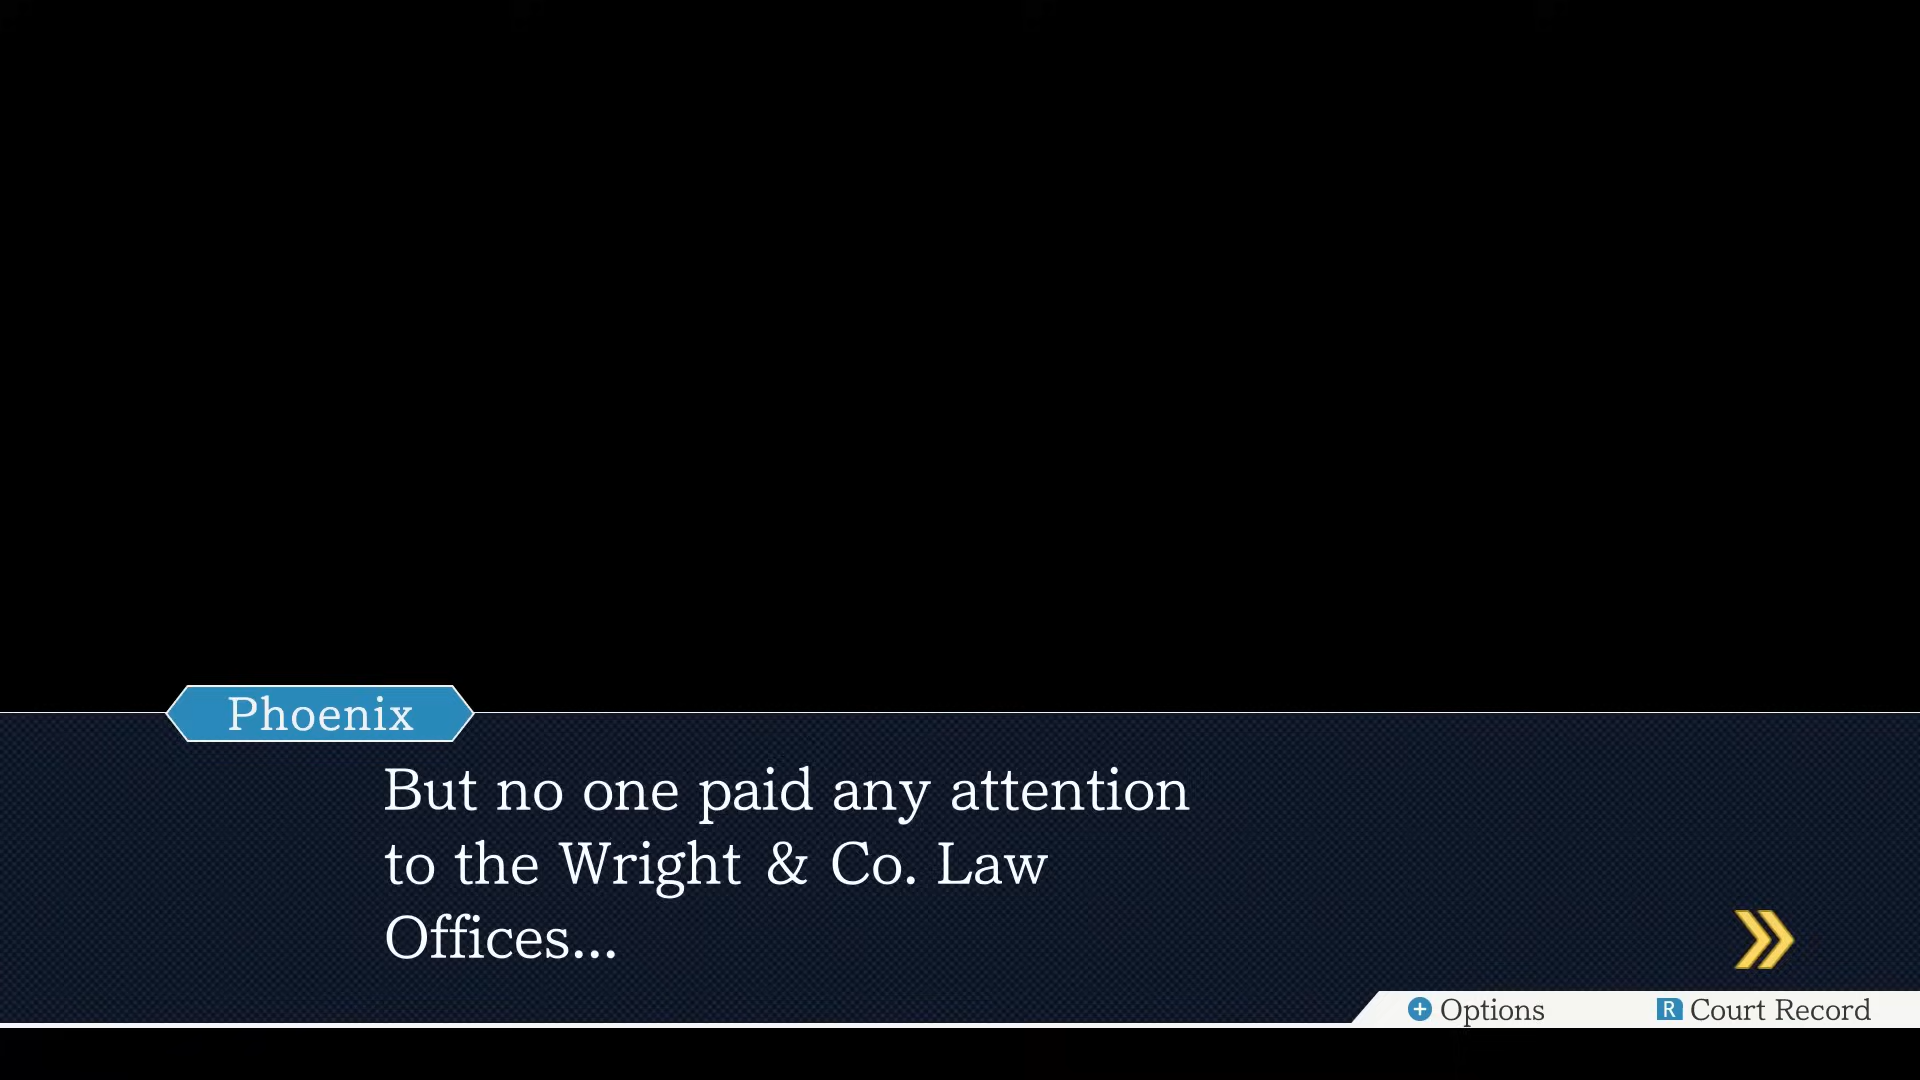 Phoenix
But no one paid any attention
to the Wright & Co. Law
Offices...
+ Options
R Court Record